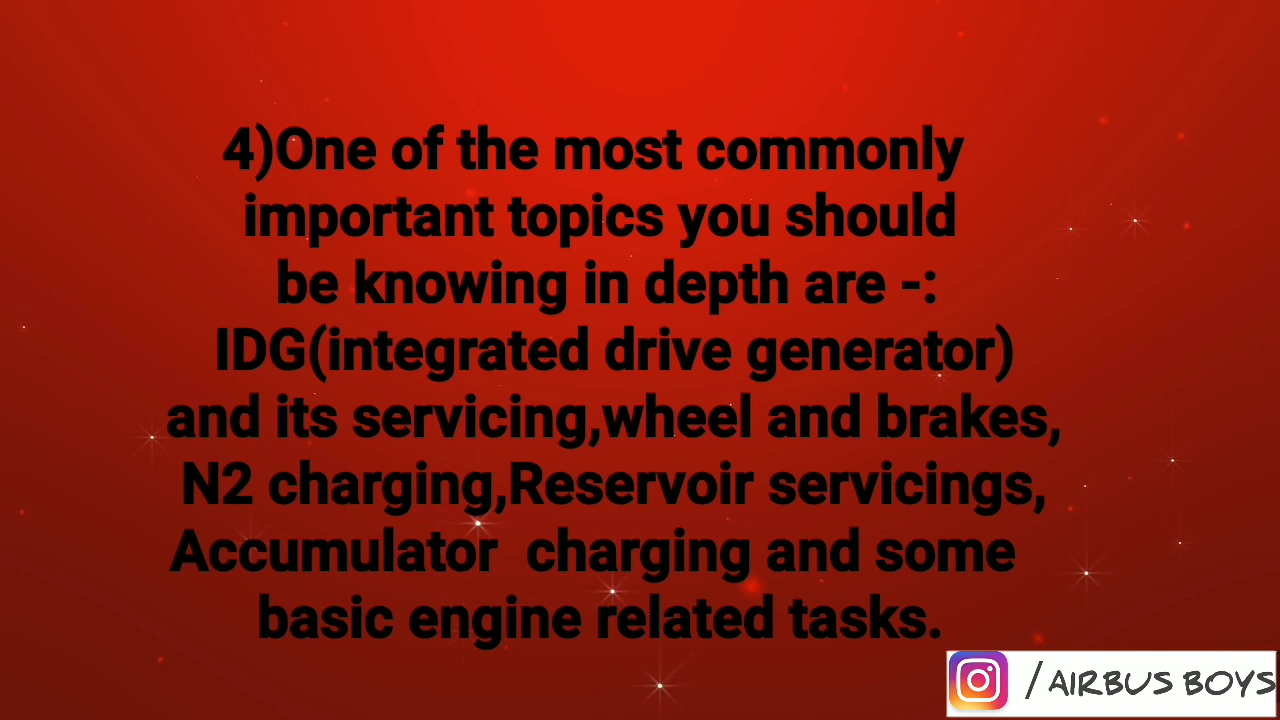 4)One of the most commonly
important topics you should
be knowing in depth are -:
IDG(integrated drive generator)
and its servicing,wheel and brakes,
N2 charging,Reservoir servicings,
Accumulator  charging and some
basic engine related tasks.
/AIRBUS BOYS